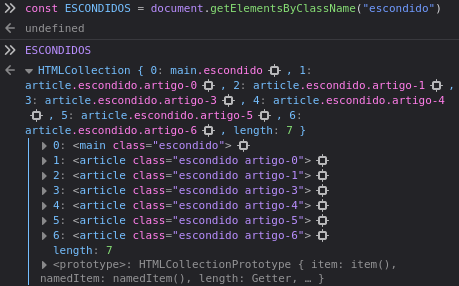 const ESCONDIDOS = document.getElementsByClassName("escondido")
undefined
ESCONDIDOS
HTMLCollection { 0: main.escondido , 1:
article.escondido.artigo-0 , 2: article.escondido.artigo-1 ,
3: article.escondido.artigo-3 , 4: article.escondido.artigo-4
, 5: article.escondido.artigo-5 , 6:
article.escondido.artigo-6 , length: 7 }
0: <main class="escondido">
1: <article class="escondido artigo-0">
2: <article class="escondido artigo-1">
3: <article class="escondido artigo-3">
4: <article class="escondido artigo-4">
5: <article class="escondido artigo-5">
6: <article class="escondido artigo-6">
length: 7
<prototype>: HTMLCollectionPrototype { item: item(),
namedItem: namedItem(), length: Getter, … }